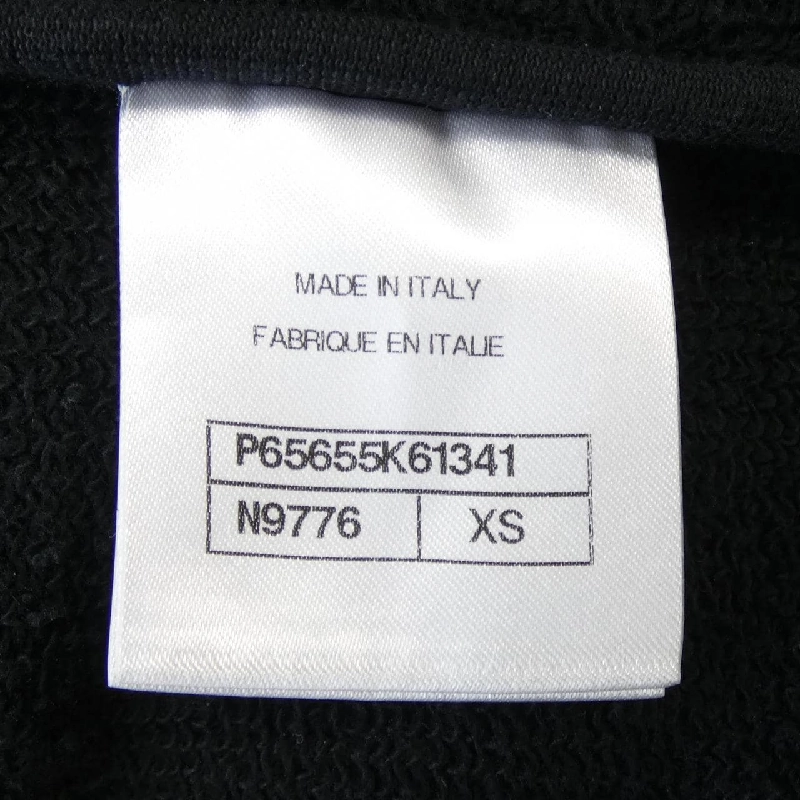 MADE IN ITALY
FABRIQUE EN ITALIE
P65655K61341
N9776 XS